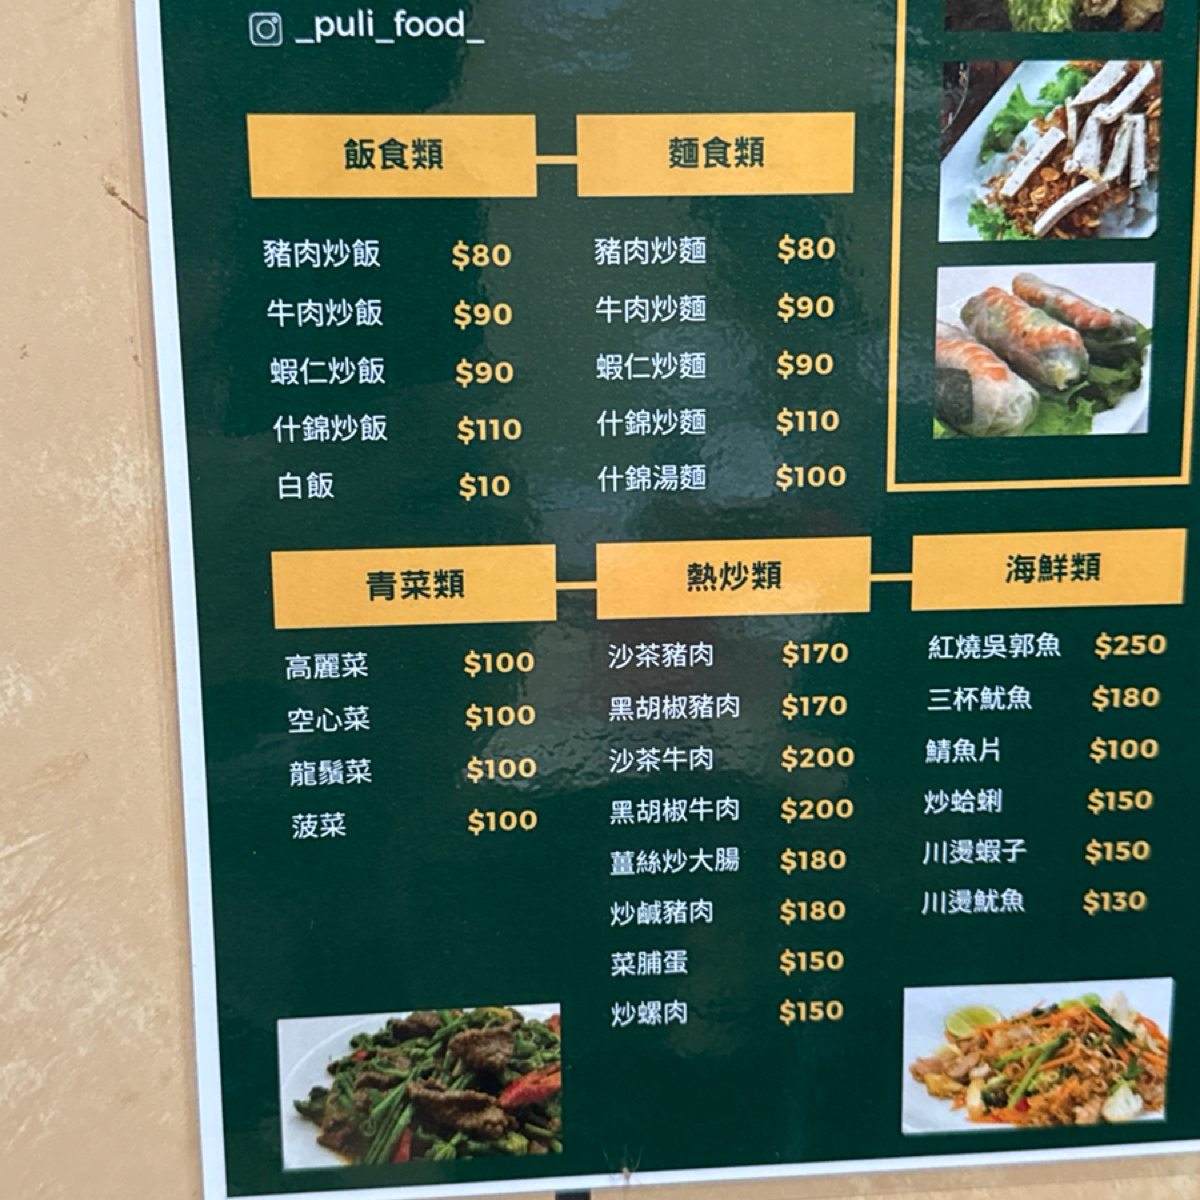 _puli_food_
飯食類
豬肉炒飯 $80
牛肉炒飯 $90
蝦仁炒飯 $90
什錦炒飯 $110
白飯 $10
麵食類
豬肉炒麵 $80
牛肉炒麵 $90
蝦仁炒麵 $90
什錦炒麵 $110
什錦湯麵 $100
青菜類
高麗菜 $100
空心菜 $100
龍鬚菜 $100
菠菜 $100
熱炒類
沙茶豬肉 $170
黑胡椒豬肉 $170
沙茶牛肉 $200
黑胡椒牛肉 $200
薑絲炒大腸 $180
炒鹹豬肉 $180
菜脯蛋 $150
炒螺肉 $150
海鮮類
紅燒吳郭魚 $250
三杯魷魚 $180
鯖魚片 $100
炒蛤蜊 $150
川燙蝦子 $150
川燙魷魚 $130